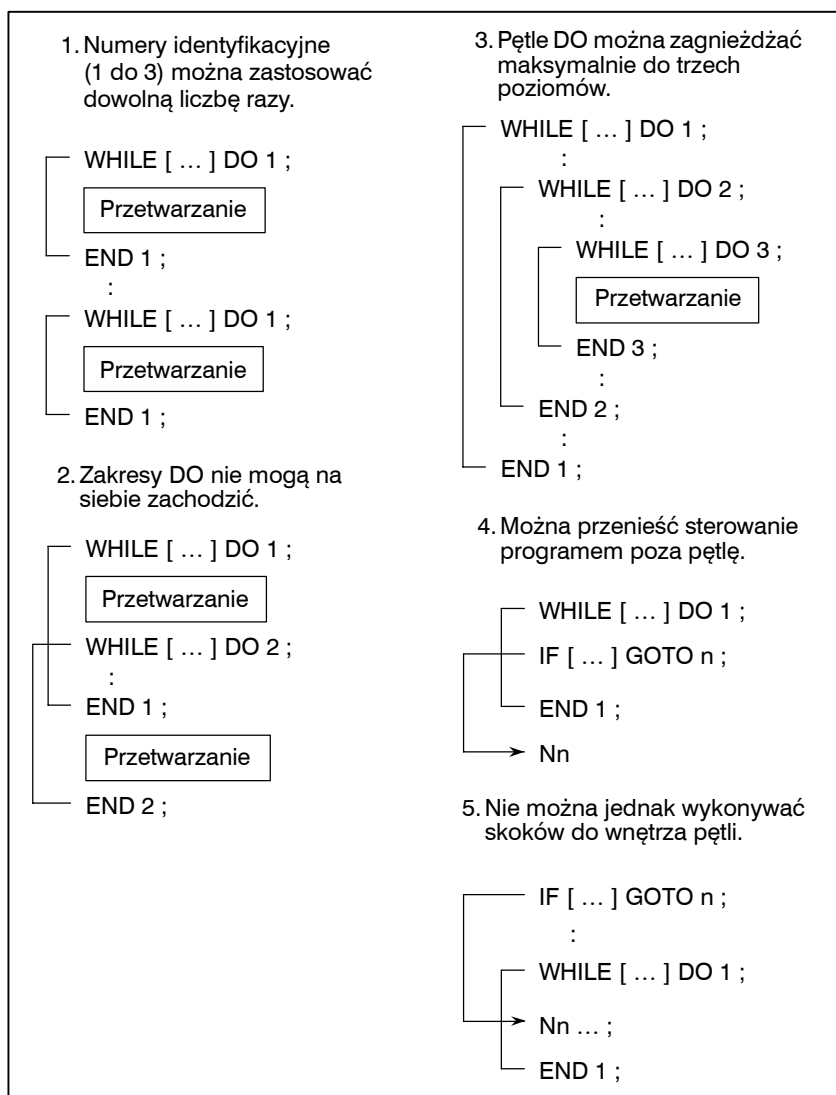 1. Numery identyfikacyjne
(1 do 3) można zastosować
dowolną liczbę razy.
WHILE [ … ] DO 1 ;
Przetwarzanie
END 1 ;
:
WHILE [ … ] DO 1 ;
Przetwarzanie
END 1 ;
2. Zakresy DO nie mogą na
siebie zachodzić.
WHILE [ … ] DO 1 ;
Przetwarzanie
WHILE [ … ] DO 2 ;
:
END 1 ;
Przetwarzanie
END 2 ;
3. Pętle DO można zagnieżdżać
maksymalnie do trzech
poziomów.
WHILE [ … ] DO 1 ;
:
WHILE [ … ] DO 2 ;
:
WHILE [ … ] DO 3 ;
Przetwarzanie
END 3 ;
:
END 2 ;
:
END 1 ;
4. Można przenieść sterowanie
programem poza pętlę.
WHILE [ … ] DO 1 ;
IF [ … ] GOTO n ;
END 1 ;
Nn
5. Nie można jednak wykonywać
skoków do wnętrza pętli.
IF [ … ] GOTO n ;
:
WHILE [ … ] DO 1 ;
Nn … ;
END 1 ;